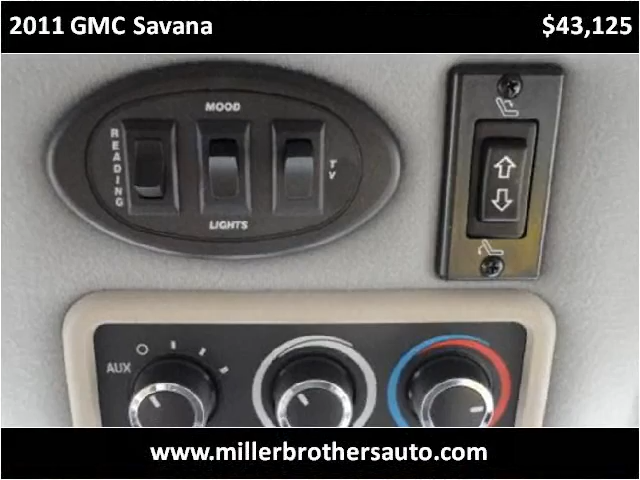 2011 GMC Savana $43,125
MOOD
READING
TV
LIGHTS
AUX
www.millerbrothersauto.com